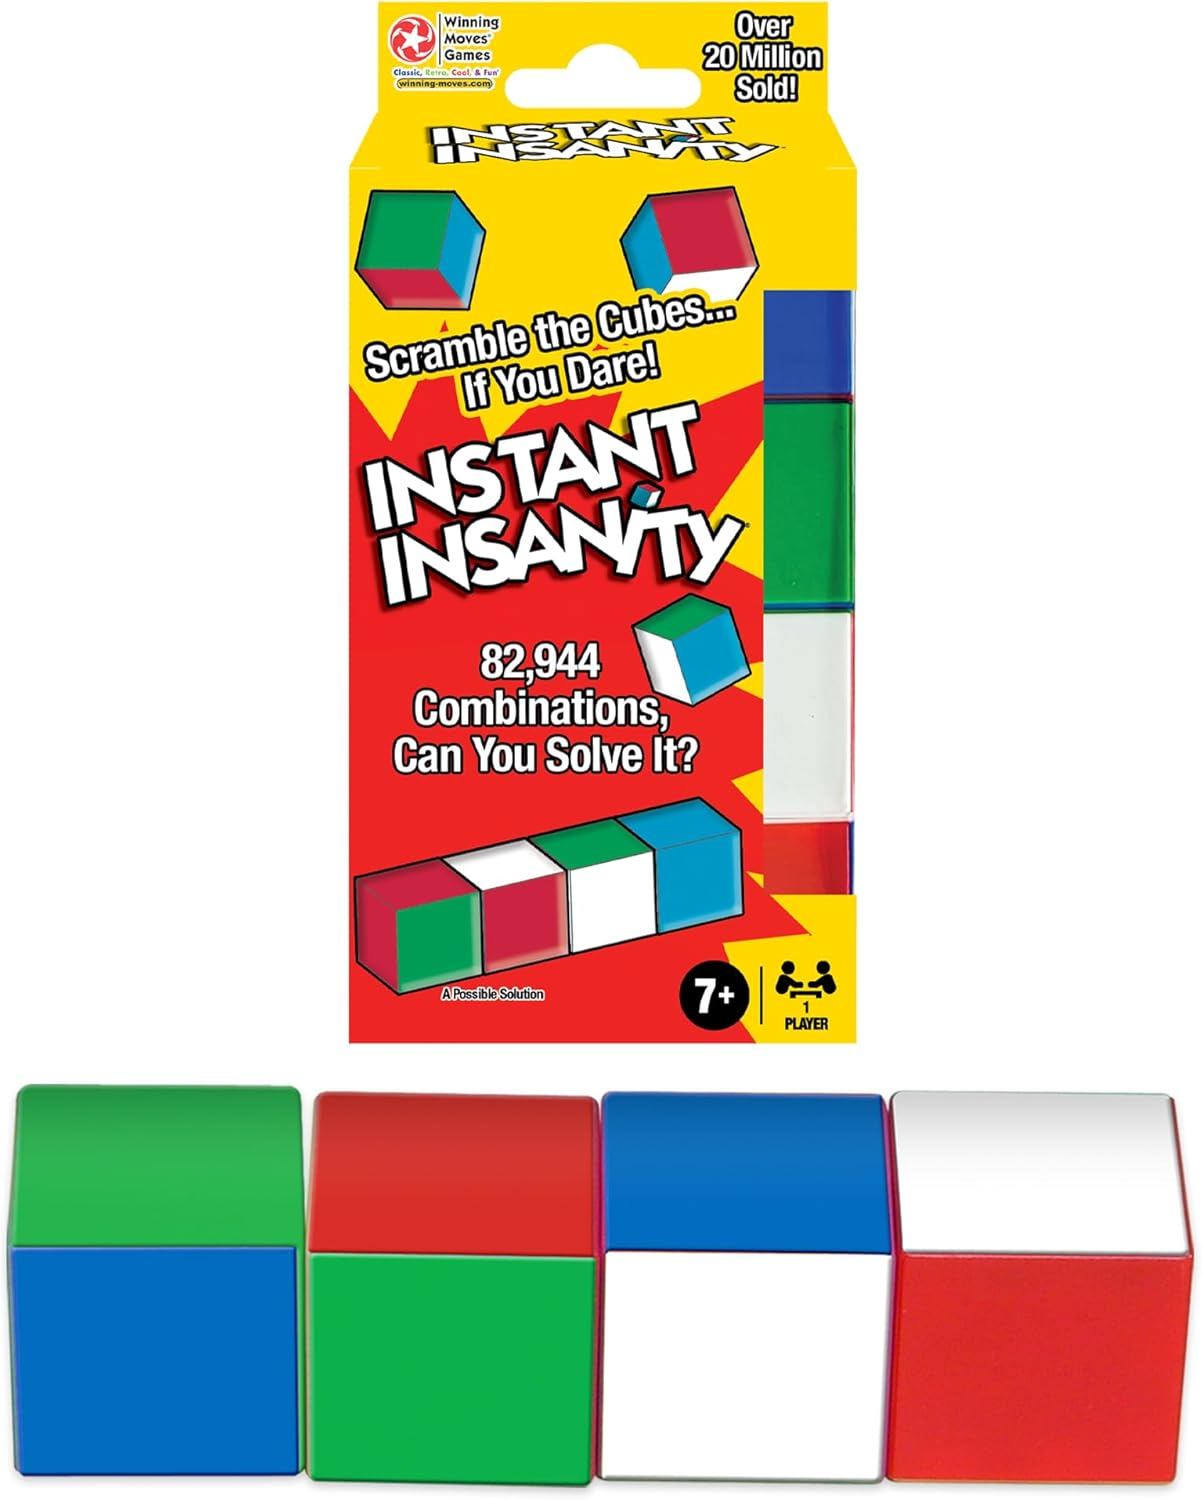 Winning
Moves®
Games
Classic, Retro, Cool, & Fun®
winning-moves.com
Over
20 Million
Sold!
INSTANT
INSANITY™
Scramble the Cubes...
If You Dare!
INSTANT
INSANITY®
82,944
Combinations,
Can You Solve It?
A Possible Solution
7+
1
PLAYER